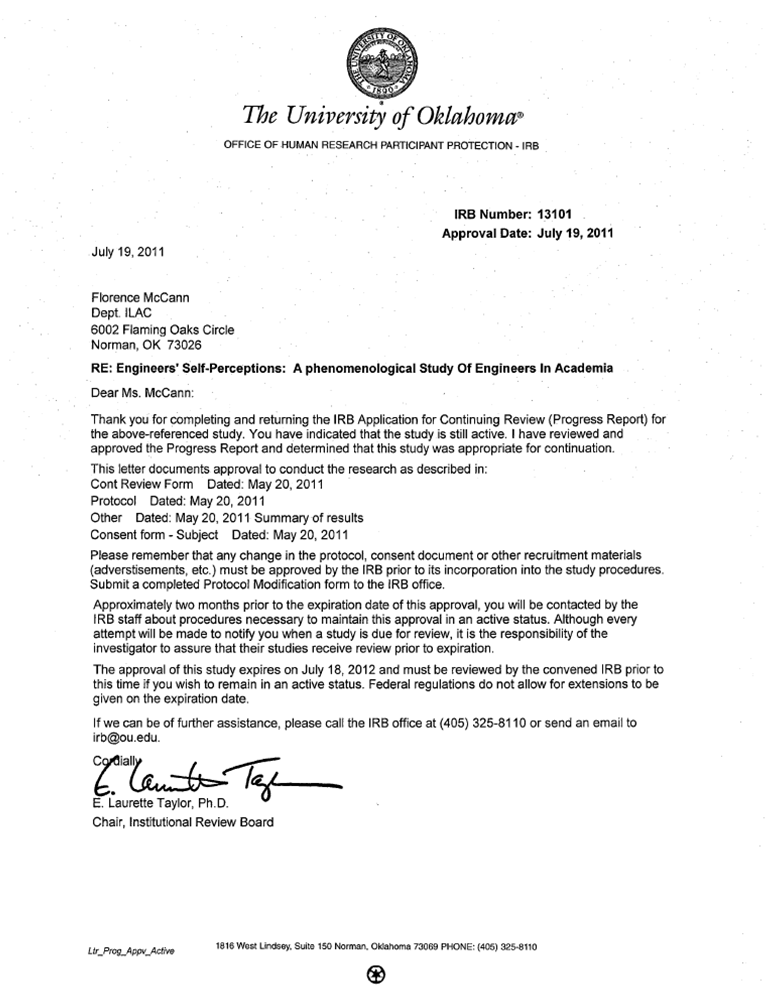 THE UNIVERSITY OF OKLAHOMA
1890
The University of Oklahoma®
OFFICE OF HUMAN RESEARCH PARTICIPANT PROTECTION - IRB
IRB Number: 13101
Approval Date: July 19, 2011
July 19, 2011
Florence McCann
Dept. ILAC
6002 Flaming Oaks Circle
Norman, OK 73026
RE: Engineers' Self-Perceptions: A phenomenological Study Of Engineers In Academia
Dear Ms. McCann:
Thank you for completing and returning the IRB Application for Continuing Review (Progress Report) for
the above-referenced study. You have indicated that the study is still active. I have reviewed and
approved the Progress Report and determined that this study was appropriate for continuation.
This letter documents approval to conduct the research as described in:
Cont Review Form Dated: May 20, 2011
Protocol Dated: May 20, 2011
Other Dated: May 20, 2011 Summary of results
Consent form - Subject Dated: May 20, 2011
Please remember that any change in the protocol, consent document or other recruitment materials
(adverstisements, etc.) must be approved by the IRB prior to its incorporation into the study procedures.
Submit a completed Protocol Modification form to the IRB office.
Approximately two months prior to the expiration date of this approval, you will be contacted by the
IRB staff about procedures necessary to maintain this approval in an active status. Although every
attempt will be made to notify you when a study is due for review, it is the responsibility of the
investigator to assure that their studies receive review prior to expiration.
The approval of this study expires on July 18, 2012 and must be reviewed by the convened IRB prior to
this time if you wish to remain in an active status. Federal regulations do not allow for extensions to be
given on the expiration date.
If we can be of further assistance, please call the IRB office at (405) 325-8110 or send an email to
irb@ou.edu.
Cordially
E. Laurette Taylor
E. Laurette Taylor, Ph.D.
Chair, Institutional Review Board
Ltr_Prog_Appv_Active
1816 West Lindsey, Suite 150 Norman, Oklahoma 73069 PHONE: (405) 325-8110